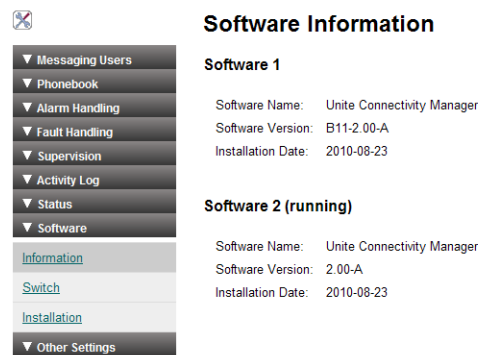 Software Information
▼ Messaging Users
▼ Phonebook
▼ Alarm Handling
▼ Fault Handling
▼ Supervision
▼ Activity Log
▼ Status
▼ Software
Information
Switch
Installation
▼ Other Settings
Software 1
Software Name: Unite Connectivity Manager
Software Version: B11-2.00-A
Installation Date: 2010-08-23
Software 2 (running)
Software Name: Unite Connectivity Manager
Software Version: 2.00-A
Installation Date: 2010-08-23